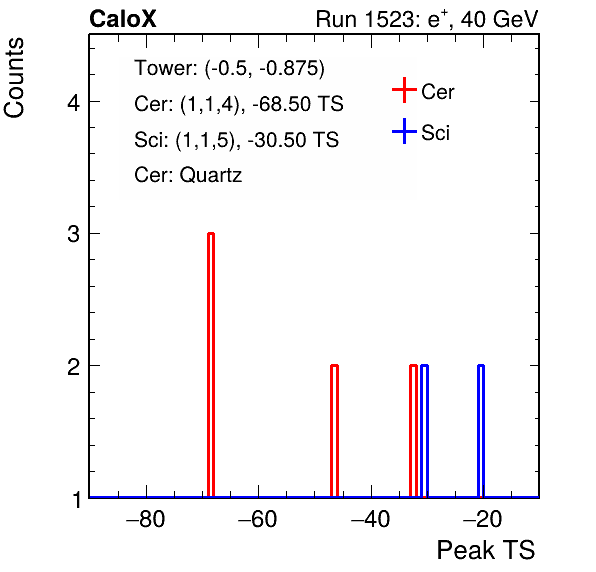 CaloX Run 1523: e⁺, 40 GeV
Counts
Tower: (-0.5, -0.875)
Cer: (1,1,4), -68.50 TS
Sci: (1,1,5), -30.50 TS
Cer: Quartz
Cer
Sci
4
3
2
1
−80 −60 −40 −20
Peak TS